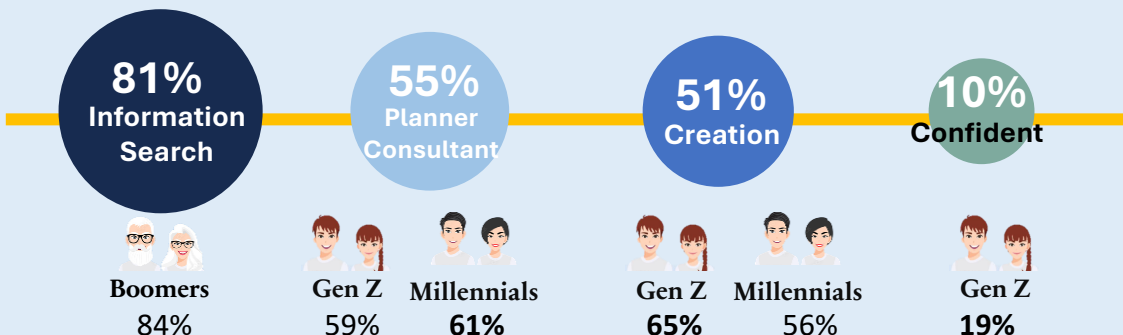 81%
Information
Search
55%
Planner
Consultant
51%
Creation
10%
Confident
Boomers
84%
Gen Z
59%
Millennials
61%
Gen Z
65%
Millennials
56%
Gen Z
19%